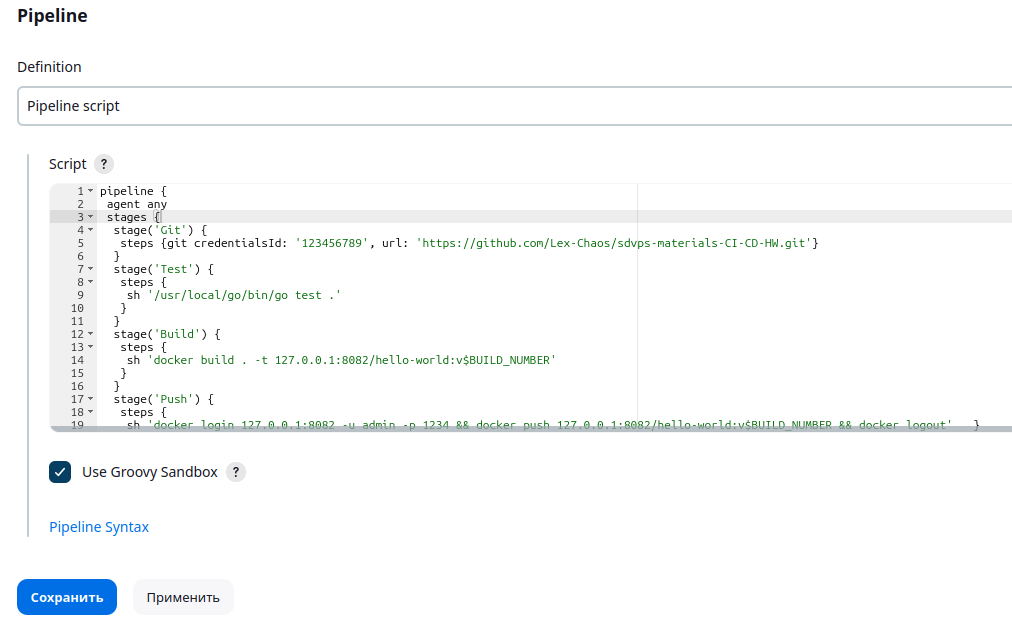 Pipeline
Definition
Pipeline script
Script ?
1 pipeline {
2 agent any
3 stages {
4 stage('Git') {
5 steps {git credentialsId: '123456789', url: 'https://github.com/Lex-Chaos/sdvps-materials-CI-CD-HW.git'}
6 }
7 stage('Test') {
8 steps {
9 sh '/usr/local/go/bin/go test .'
10 }
11 }
12 stage('Build') {
13 steps {
14 sh 'docker build . -t 127.0.0.1:8082/hello-world:v$BUILD_NUMBER'
15 }
16 }
17 stage('Push') {
18 steps {
19 sh 'docker login 127.0.0.1:8082 -u admin -p 1234 && docker push 127.0.0.1:8082/hello-world:v$BUILD_NUMBER && docker logout' }
Use Groovy Sandbox ?
Pipeline Syntax
Сохранить Применить